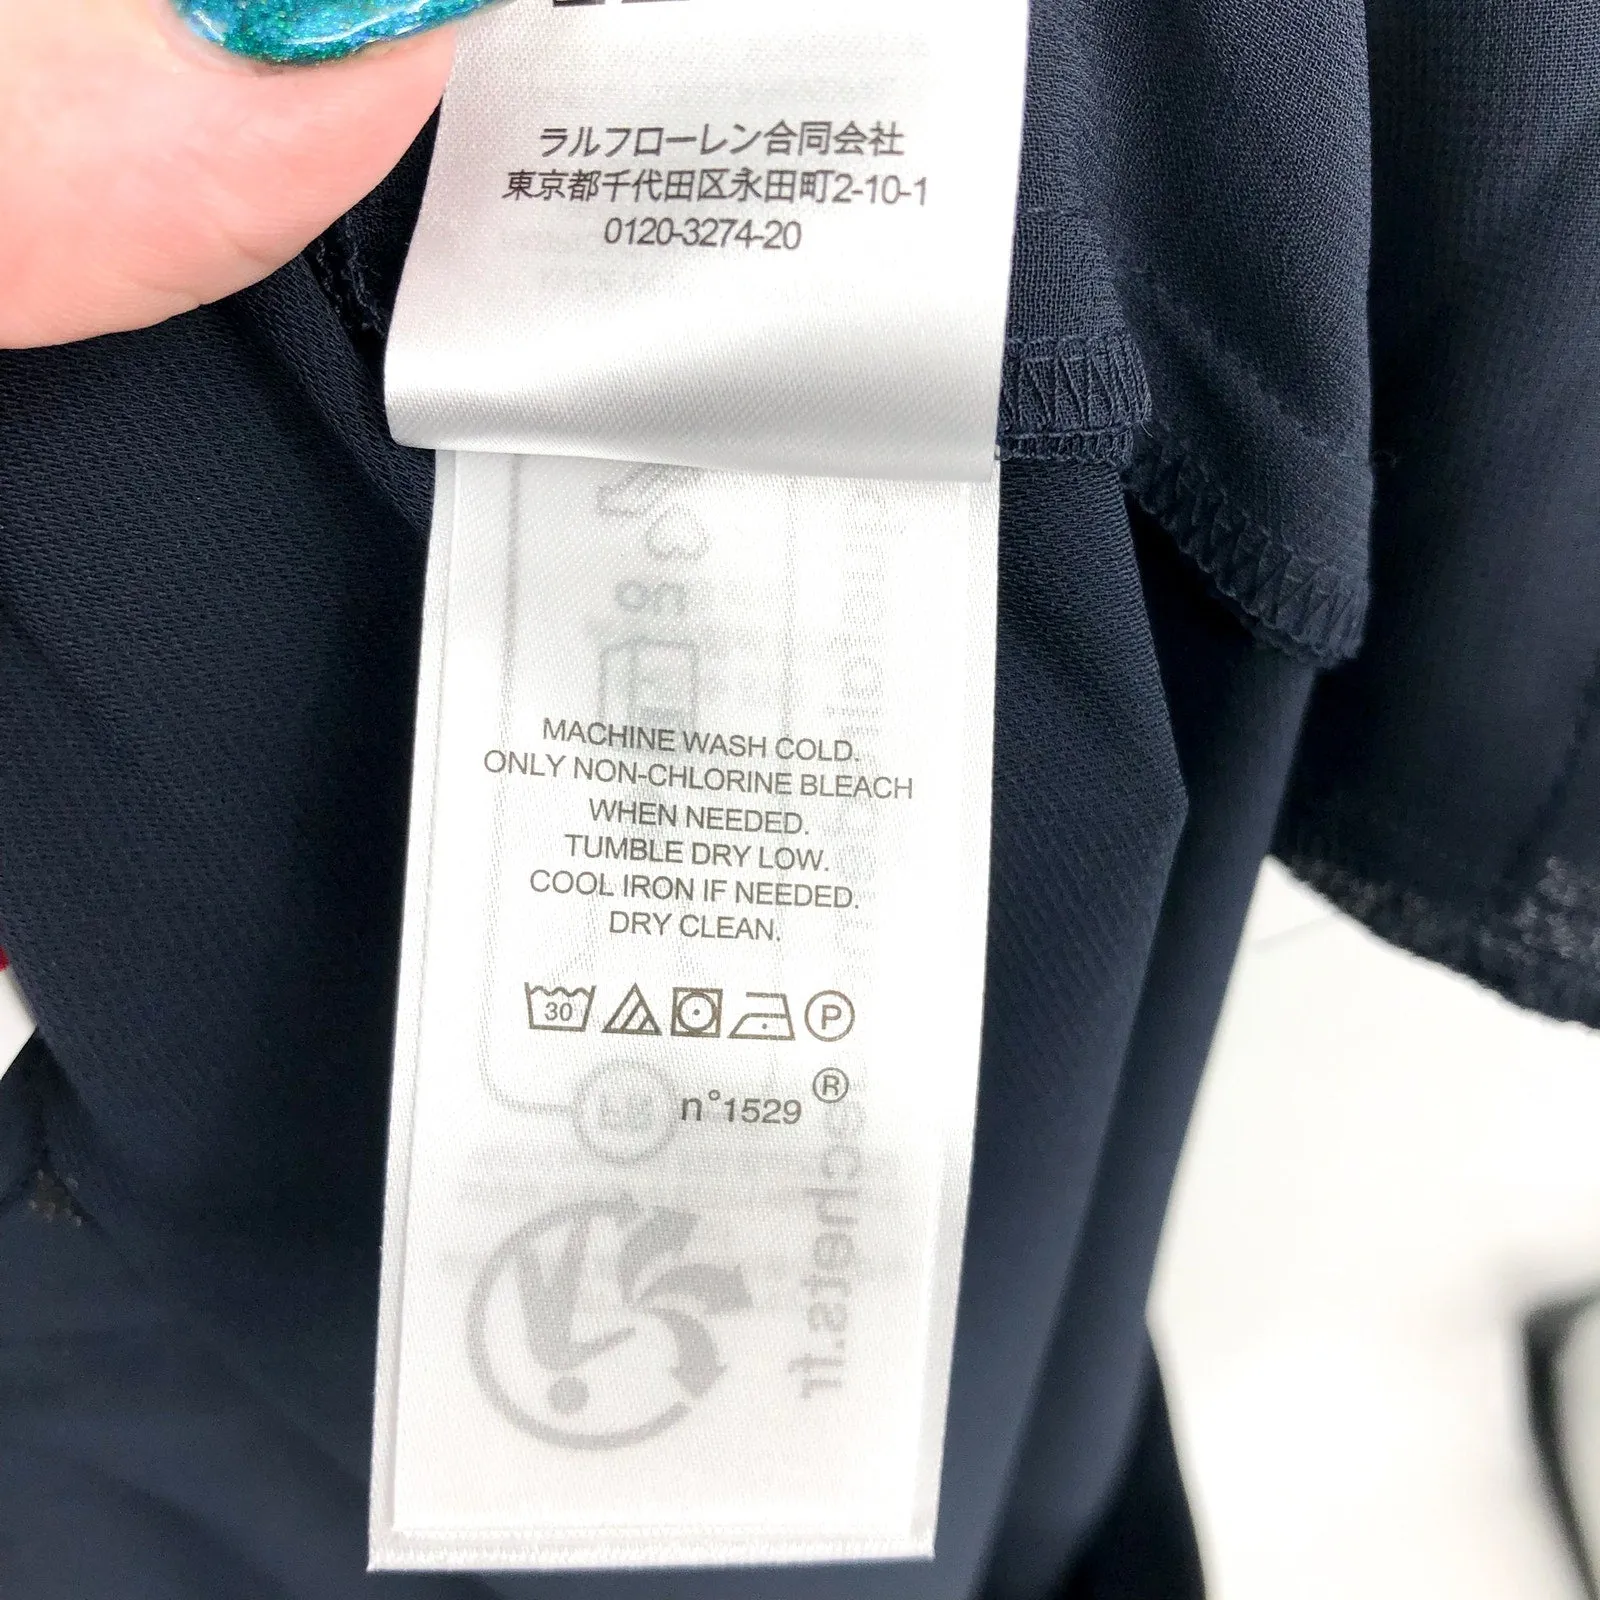 ラルフローレン合同会社
東京都千代田区永田町2-10-1
0120-3274-20
MACHINE WASH COLD.
ONLY NON-CHLORINE BLEACH
WHEN NEEDED.
TUMBLE DRY LOW.
COOL IRON IF NEEDED.
DRY CLEAN.
30 P
n°1529 ®